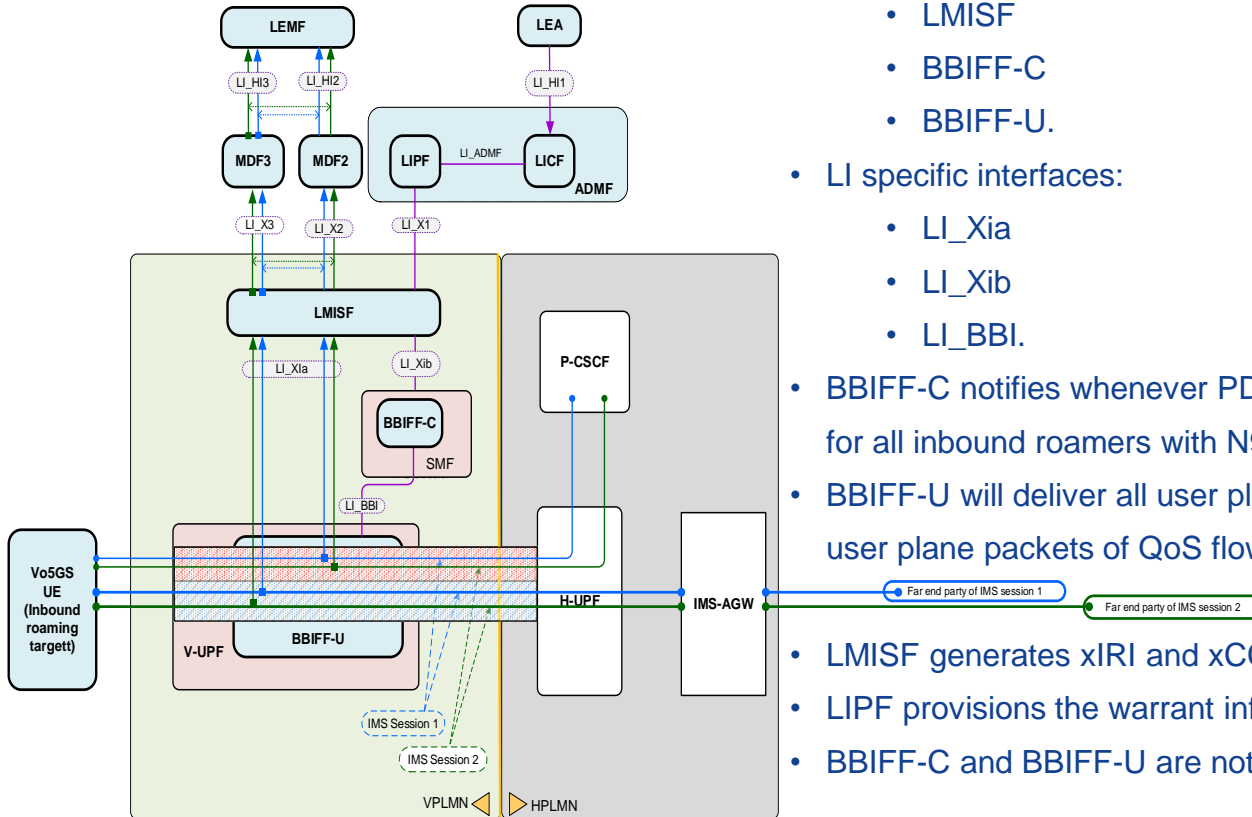 LEMF
LEA
LI_HI3
LI_HI2
LI_HI1
MDF3
MDF2
LIPF
LI_ADMF
LICF
ADMF
LI_X3
LI_X2
LI_X1
LMISF
LI_XIa
LI_Xib
P-CSCF
BBIFF-C
SMF
LI_BBI
Vo5GS
UE
(Inbound
roaming
targett)
V-UPF
BBIFF-U
H-UPF
IMS-AGW
Far end party of IMS session 1
Far end party of IMS session 2
IMS Session 1
IMS Session 2
VPLMN
HPLMN
• LMISF
• BBIFF-C
• BBIFF-U.
• LI specific interfaces:
• LI_Xia
• LI_Xib
• LI_BBI.
• BBIFF-C notifies whenever PD
for all inbound roamers with N9
• BBIFF-U will deliver all user pl
user plane packets of QoS flow
• LMISF generates xIRI and xCC
• LIPF provisions the warrant inf
• BBIFF-C and BBIFF-U are not